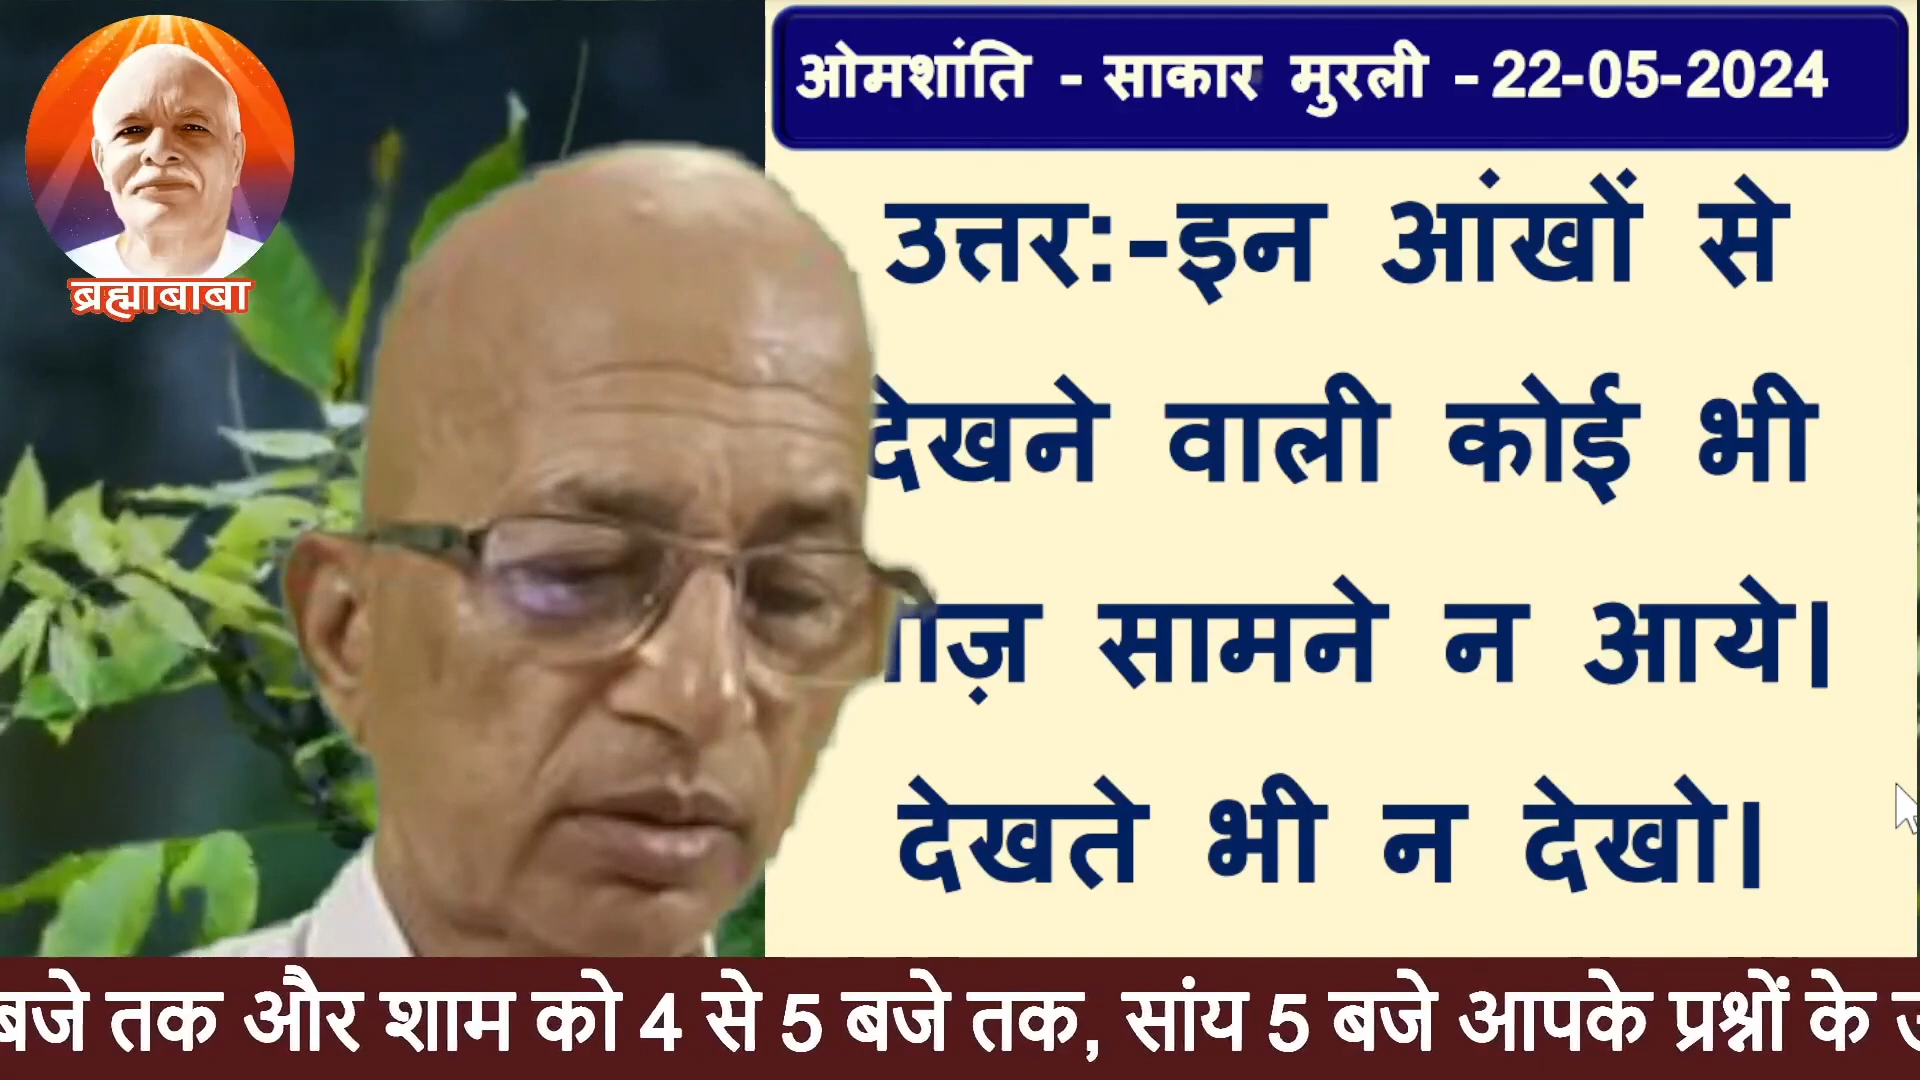 ओमशांति - साकार मुरली - 22-05-2024
ब्रह्माबाबा
उत्तर:-इन आंखों से
देखने वाली कोई भी
सामने न आये।
देखते भी न देखो।
बजे तक और शाम को 4 से 5 बजे तक, सांय 5 बजे आपके प्रश्नों के